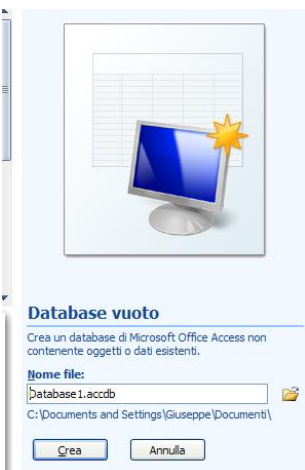 Database vuoto
Crea un database di Microsoft Office Access non
contenente oggetti o dati esistenti.
Nome file:
Database1.accdb
C:\Documents and Settings\Giuseppe\Documenti\
Crea
Annulla